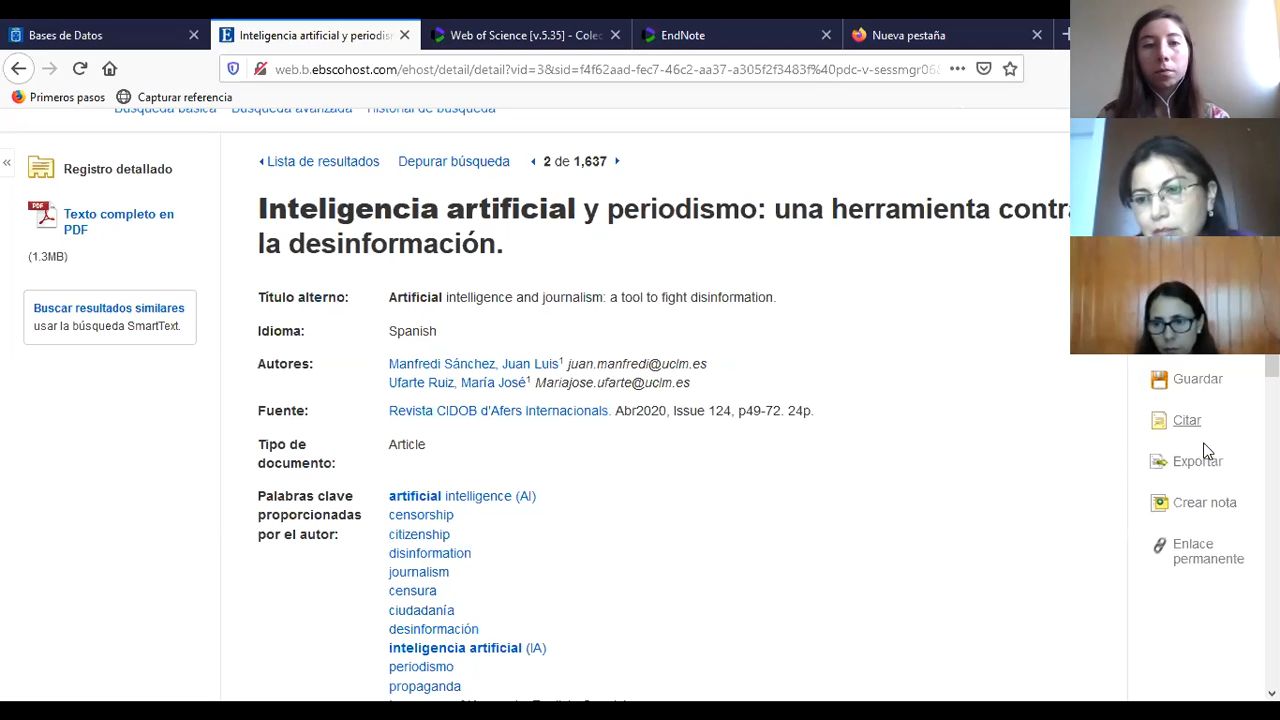 Bases de Datos
Inteligencia artificial y periodis
Web of Science [v.5.35] - Colec
EndNote
Nueva pestaña
web.b.ebscohost.com/ehost/detail/detail?vid=3&sid=f4f62aad-fec7-46c2-aa37-a305f2f3483f%40pdc-v-sessmgr06&
Primeros pasos
Capturar referencia
Búsqueda básica
Búsqueda avanzada
Historial de búsqueda
«
Registro detallado
Lista de resultados
Depurar búsqueda
2 de 1,637
Texto completo en
PDF
PDF
(1.3MB)
Inteligencia artificial y periodismo: una herramienta contra
la desinformación.
Buscar resultados similares
usar la búsqueda SmartText.
Título alterno:
Artificial intelligence and journalism: a tool to fight disinformation.
Idioma:
Spanish
Autores:
Manfredi Sánchez, Juan Luis¹ juan.manfredi@uclm.es
Ufarte Ruiz, María José¹ Mariajose.ufarte@uclm.es
Fuente:
Revista CIDOB d'Afers Internacionals. Abr2020, Issue 124, p49-72. 24p.
Tipo de
documento:
Article
Palabras clave
proporcionadas
por el autor:
artificial intelligence (AI)
censorship
citizenship
disinformation
journalism
censura
ciudadanía
desinformación
inteligencia artificial (IA)
periodismo
propaganda
Guardar
Citar
Exportar
Crear nota
Enlace
permanente